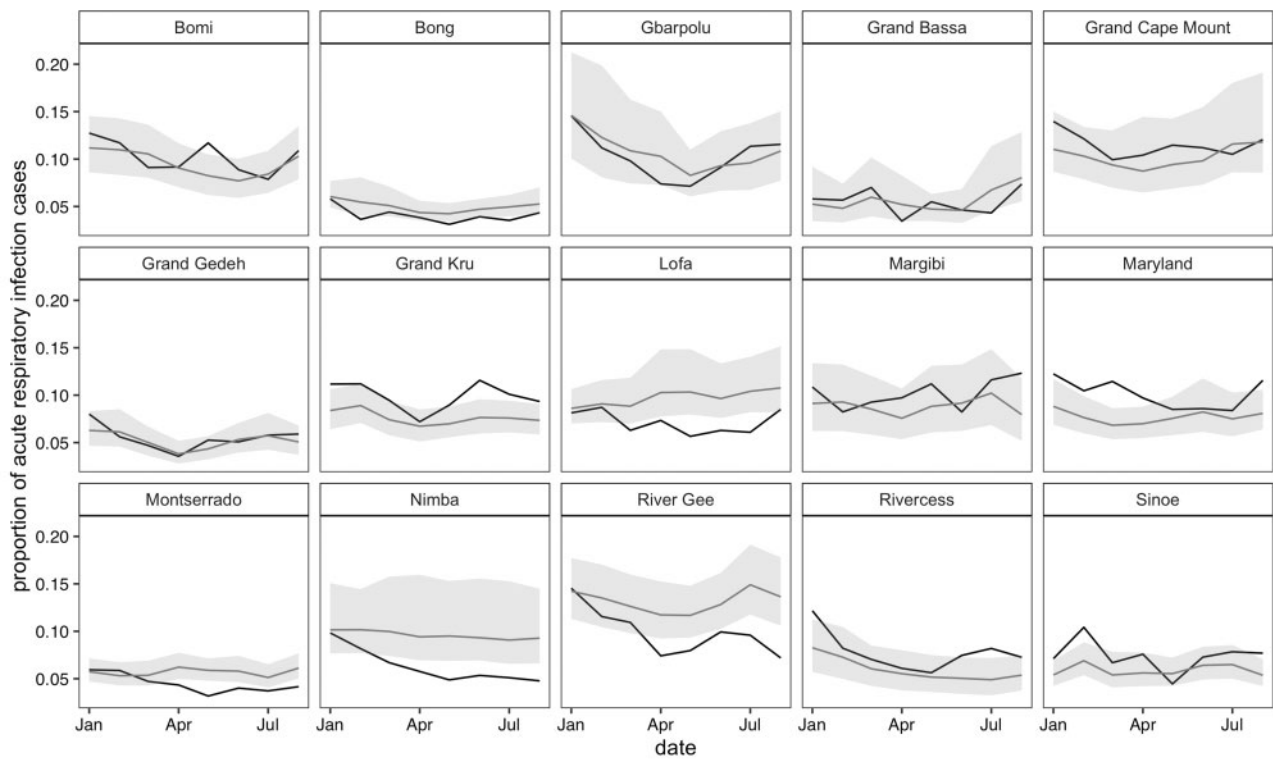 proportion of acute respiratory infection cases
Bomi Bong Gbarpolu Grand Bassa Grand Cape Mount
0.20
0.15
0.10
0.05
Grand Gedeh Grand Kru Lofa Margibi Maryland
0.20
0.15
0.10
0.05
Montserrado Nimba River Gee Rivercess Sinoe
0.20
0.15
0.10
0.05
Jan Apr Jul Jan Apr Jul Jan Apr Jul Jan Apr Jul Jan Apr Jul
date